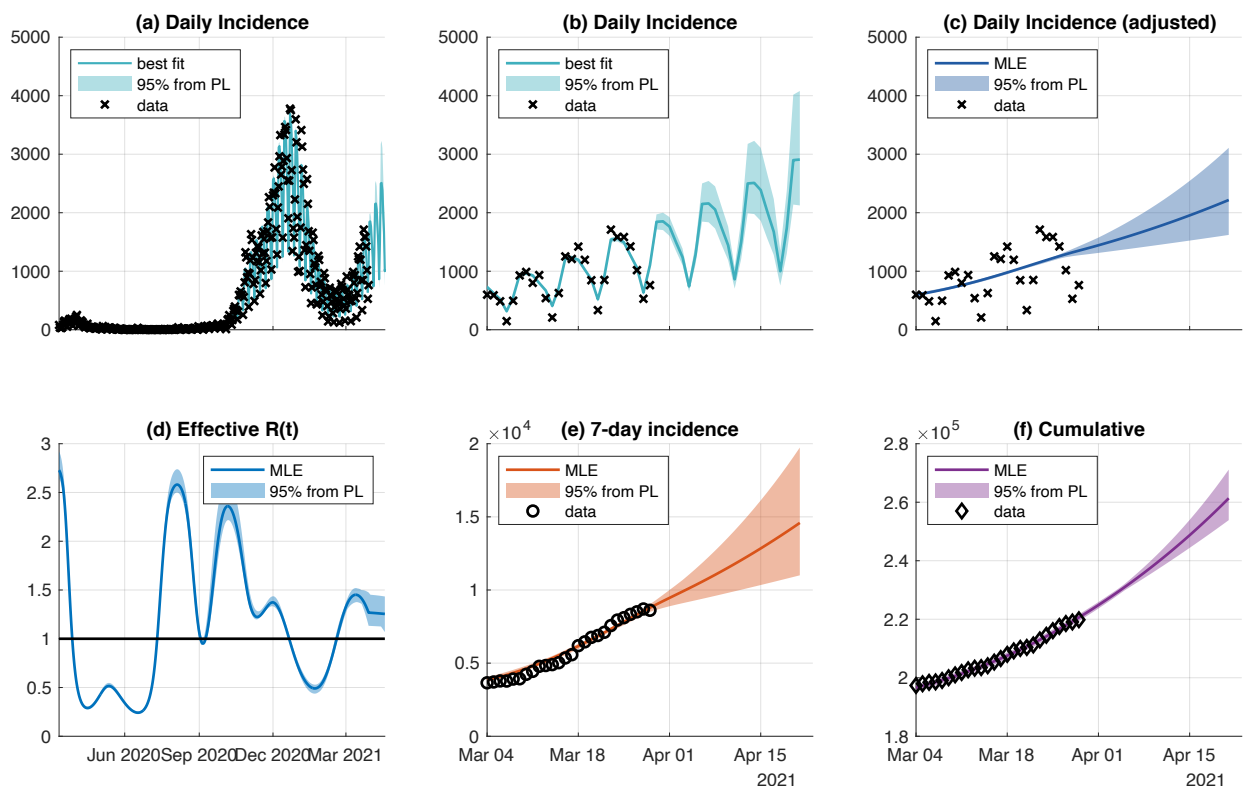 (a) Daily Incidence
5000
4000
3000
2000
1000
0
best fit
95% from PL
data
(b) Daily Incidence
5000
4000
3000
2000
1000
0
best fit
95% from PL
data
(c) Daily Incidence (adjusted)
5000
4000
3000
2000
1000
0
MLE
95% from PL
data
(d) Effective R(t)
3
2.5
2
1.5
1
0.5
0
MLE
95% from PL
Jun 2020 Sep 2020 Dec 2020 Mar 2021
(e) 7-day incidence
×10^4
2
1.5
1
0.5
0
MLE
95% from PL
data
Mar 04 Mar 18 Apr 01 Apr 15
2021
(f) Cumulative
×10^5
2.8
2.6
2.4
2.2
2
1.8
MLE
95% from PL
data
Mar 04 Mar 18 Apr 01 Apr 15
2021